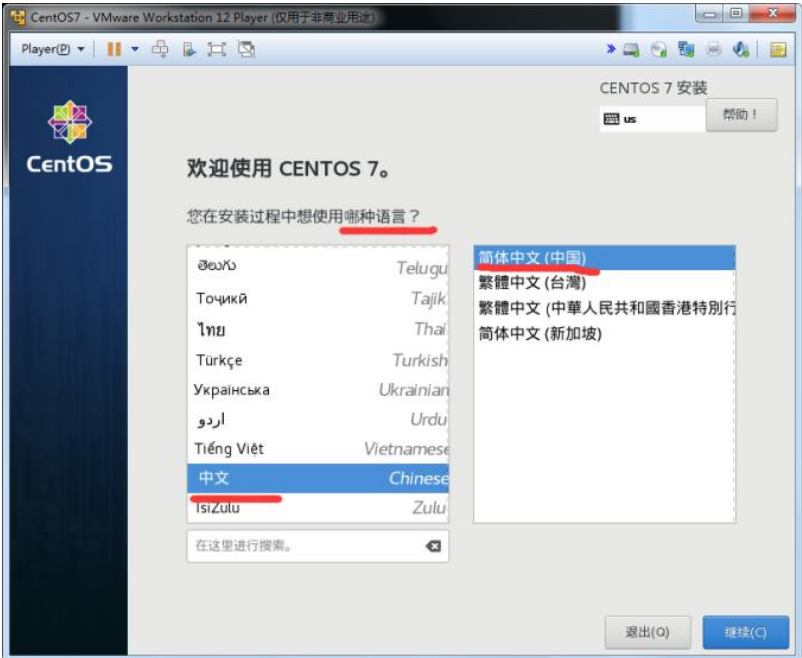 CentOS7 - VMware Workstation 12 Player (仅用于非商业用途)
Player(P)
CENTOS 7 安装
us
帮助！
CentOS
欢迎使用 CENTOS 7。
您在安装过程中想使用哪种语言？
తెలుగు Telugu
Тоҷикӣ Tajik
ไทย Thai
Türkçe Turkish
Українська Ukrainian
اردو Urdu
Tiếng Việt Vietnamese
中文 Chinese
IsiZulu Zulu
简体中文 (中国)
繁體中文 (台灣)
繁體中文 (中華人民共和國香港特別行
简体中文 (新加坡)
在这里进行搜索。
退出(Q)
继续(C)